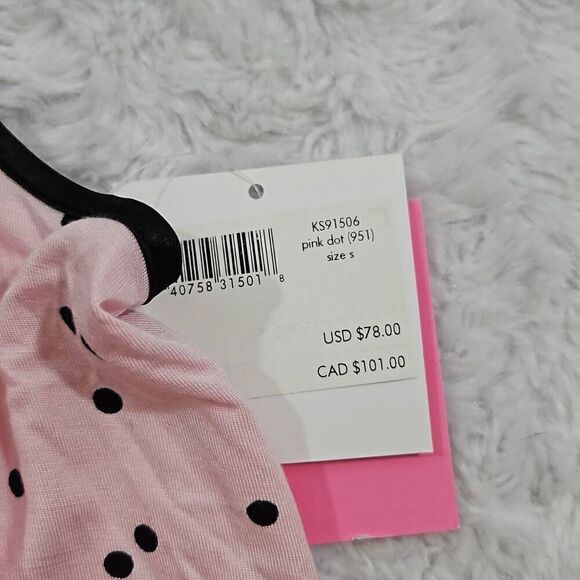 KS91506
pink dot (951)
size s
40758 31501 8
USD $78.00
CAD $101.00